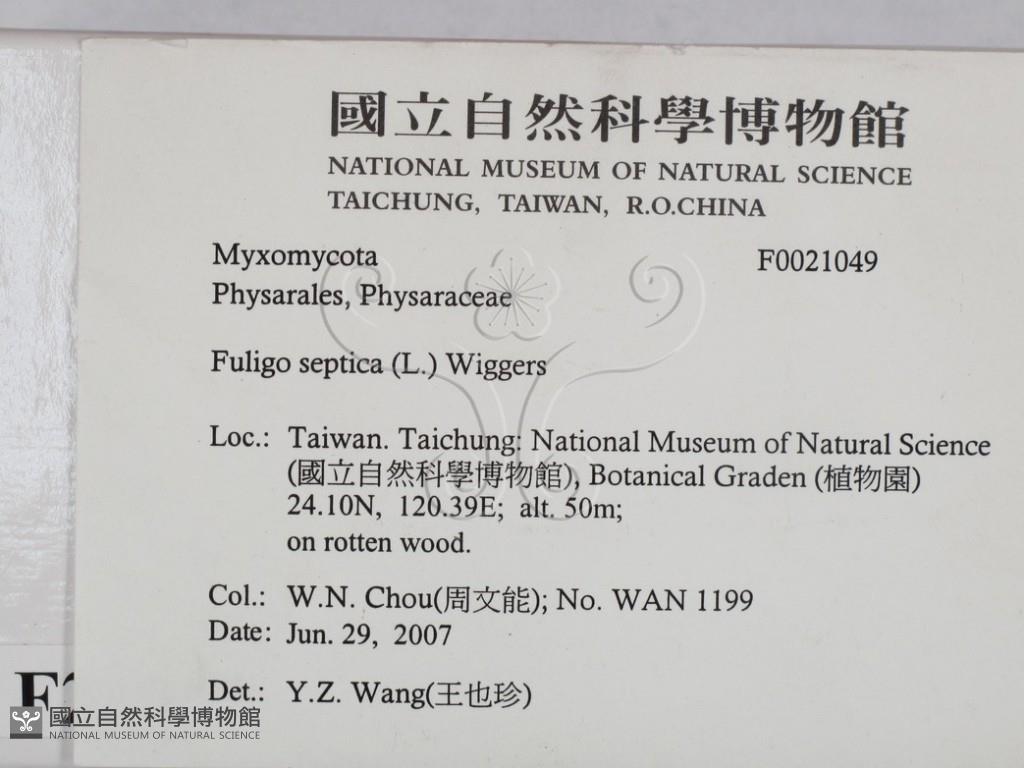 國立自然科學博物館
NATIONAL MUSEUM OF NATURAL SCIENCE
TAICHUNG, TAIWAN, R.O.CHINA
Myxomycota F0021049
Physarales, Physaraceae
Fuligo septica (L.) Wiggers
Loc.: Taiwan. Taichung: National Museum of Natural Science
(國立自然科學博物館), Botanical Graden (植物園)
24.10N, 120.39E; alt. 50m;
on rotten wood.
Col.: W.N. Chou(周文能); No. WAN 1199
Date: Jun. 29, 2007
Det.: Y.Z. Wang(王也珍)
國立自然科學博物館
NATIONAL MUSEUM OF NATURAL SCIENCE